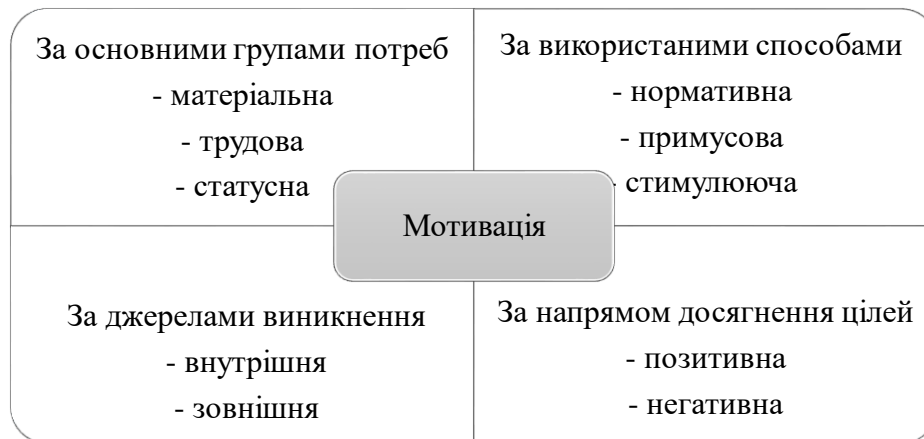 За основними групами потреб
- матеріальна
- трудова
- статусна
За використаними способами
- нормативна
- примусова
- стимулююча
Мотивація
За джерелами виникнення
- внутрішня
- зовнішня
За напрямом досягнення цілей
- позитивна
- негативна